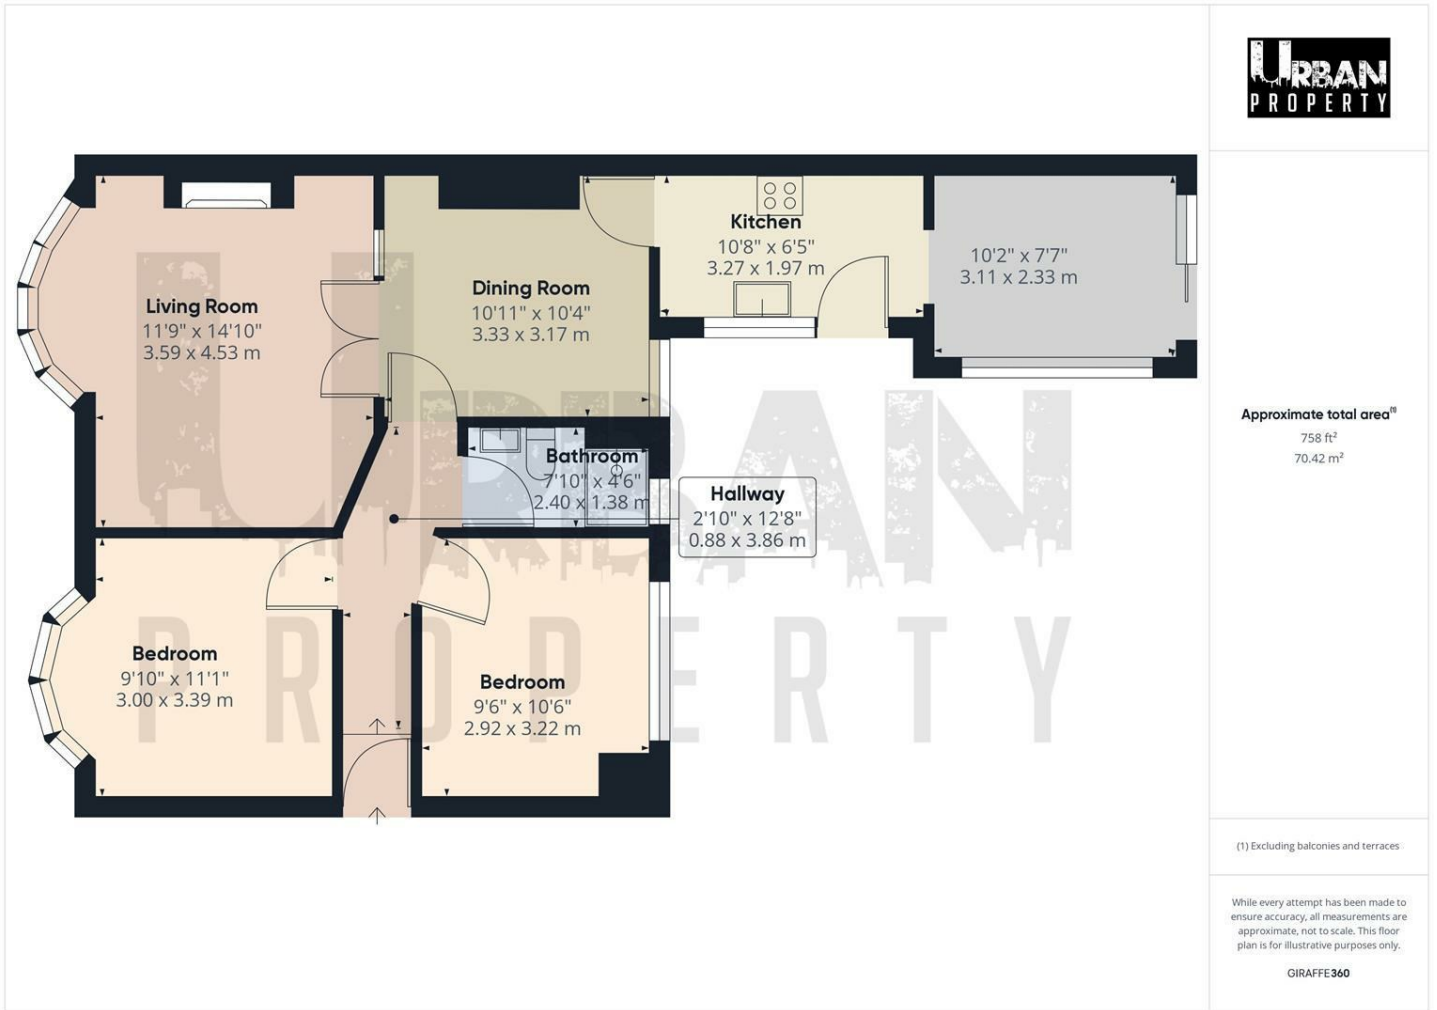 URBAN
PROPERTY
Living Room
11'9" x 14'10"
3.59 x 4.53 m
Dining Room
10'11" x 10'4"
3.33 x 3.17 m
Kitchen
10'8" x 6'5"
3.27 x 1.97 m
10'2" x 7'7"
3.11 x 2.33 m
Bathroom
7'10" x 4'6"
2.40 x 1.38 m
Hallway
2'10" x 12'8"
0.88 x 3.86 m
Bedroom
9'10" x 11'1"
3.00 x 3.39 m
Bedroom
9'6" x 10'6"
2.92 x 3.22 m
URBAN
PROPERTY
Approximate total area⁽¹⁾
758 ft²
70.42 m²
(1) Excluding balconies and terraces
While every attempt has been made to
ensure accuracy, all measurements are
approximate, not to scale. This floor
plan is for illustrative purposes only.
GIRAFFE360